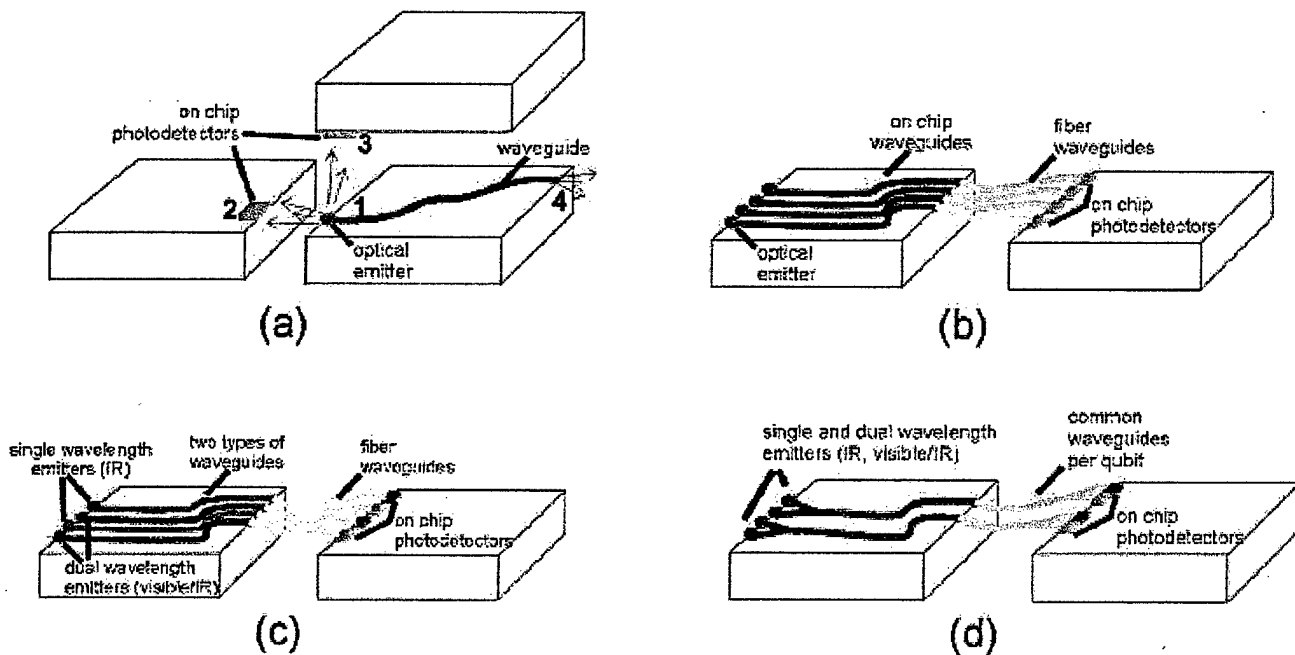 on chip
photodetectors
3
waveguide
2
1
4
optical
emitter
(a)
on chip
waveguides
fiber
waveguides
on chip
photodetectors
optical
emitter
(b)
single wavelength
emitters (IR)
two types of
waveguides
fiber
waveguides
on chip
photodetectors
dual wavelength
emitters (visible/IR)
(c)
single and dual wavelength
emitters (IR, visible/IR)
common
waveguides
per qubit
on chip
photodetectors
(d)